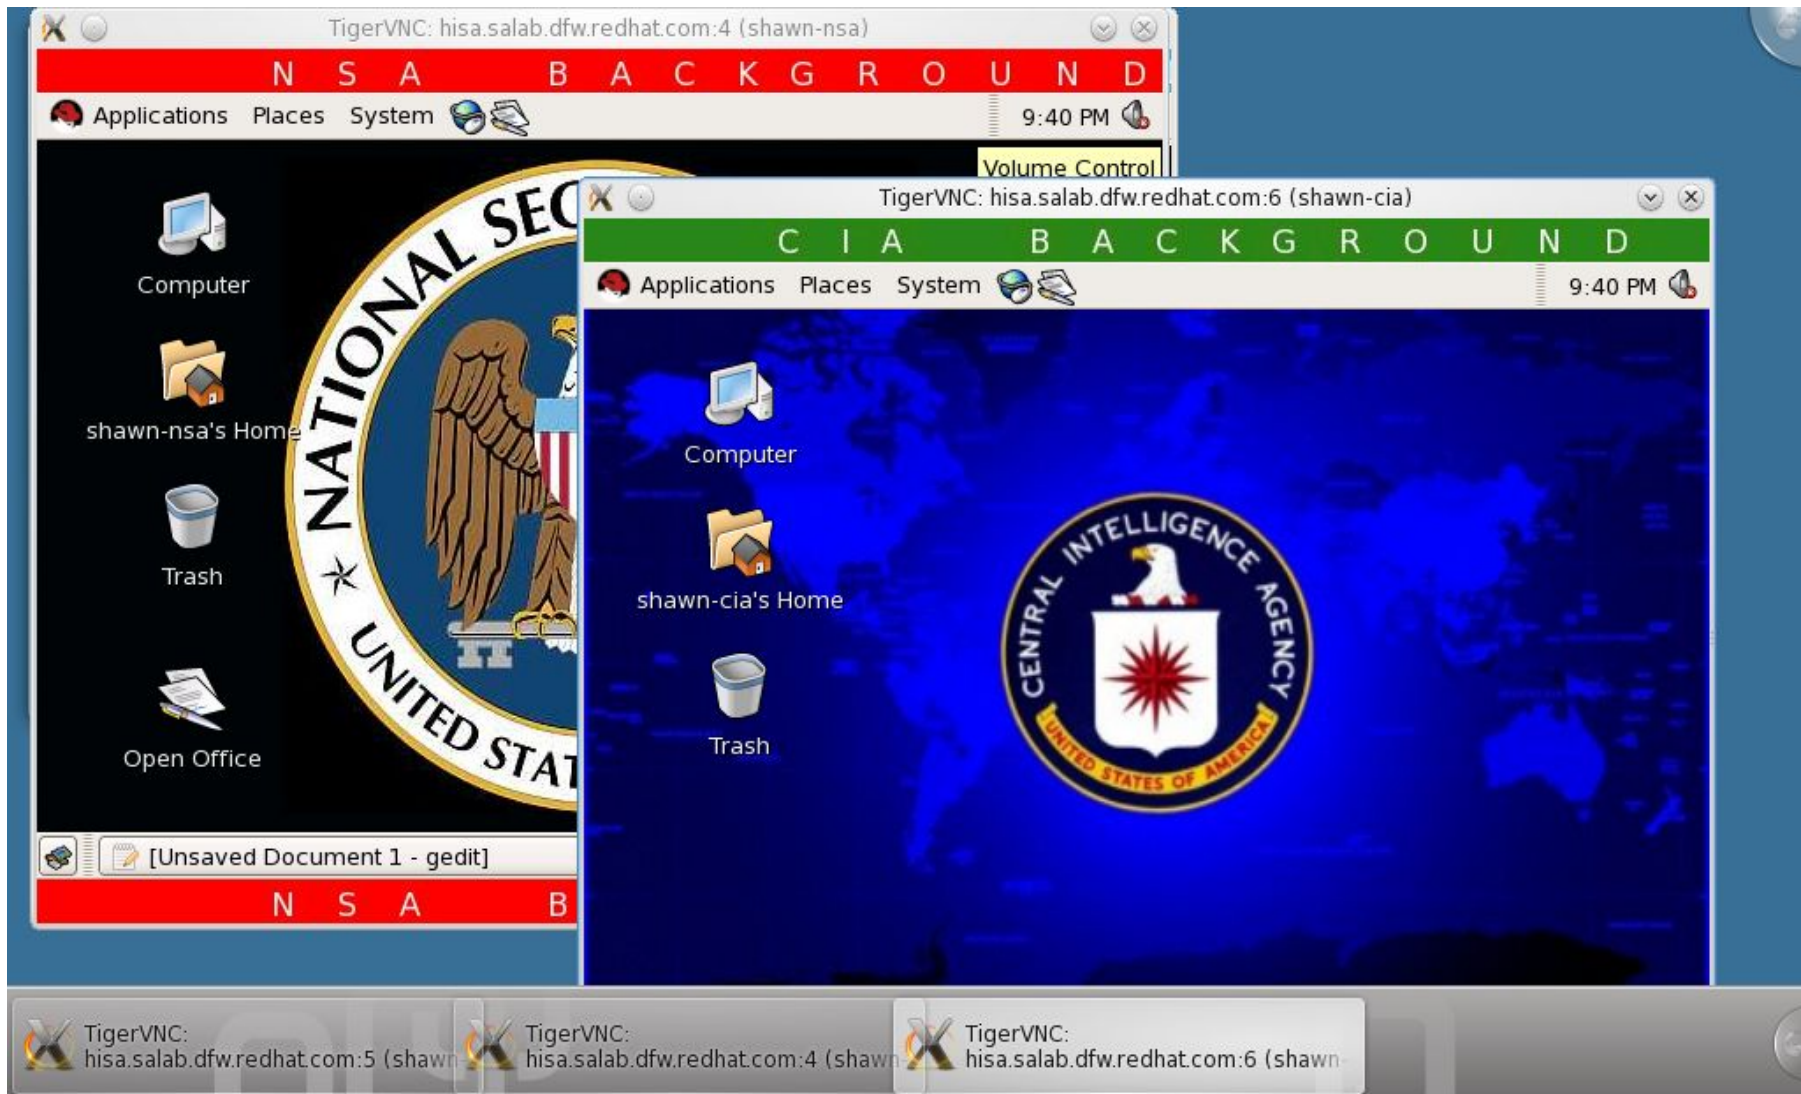 TigerVNC: hisa.salab.dfw.redhat.com:4 (shawn-nsa)
N S A B A C K G R O U N D
Applications Places System 9:40 PM
Volume Control
Computer
shawn-nsa's Home
Trash
Open Office
NATIONAL SEC
UNITED STAT
[Unsaved Document 1 - gedit]
N S A B
TigerVNC: hisa.salab.dfw.redhat.com:6 (shawn-cia)
C I A B A C K G R O U N D
Applications Places System 9:40 PM
Computer
shawn-cia's Home
Trash
CENTRAL INTELLIGENCE AGENCY
UNITED STATES OF AMERICA
TigerVNC:
hisa.salab.dfw.redhat.com:5 (shawn
TigerVNC:
hisa.salab.dfw.redhat.com:4 (shawn-
TigerVNC:
hisa.salab.dfw.redhat.com:6 (shawn-